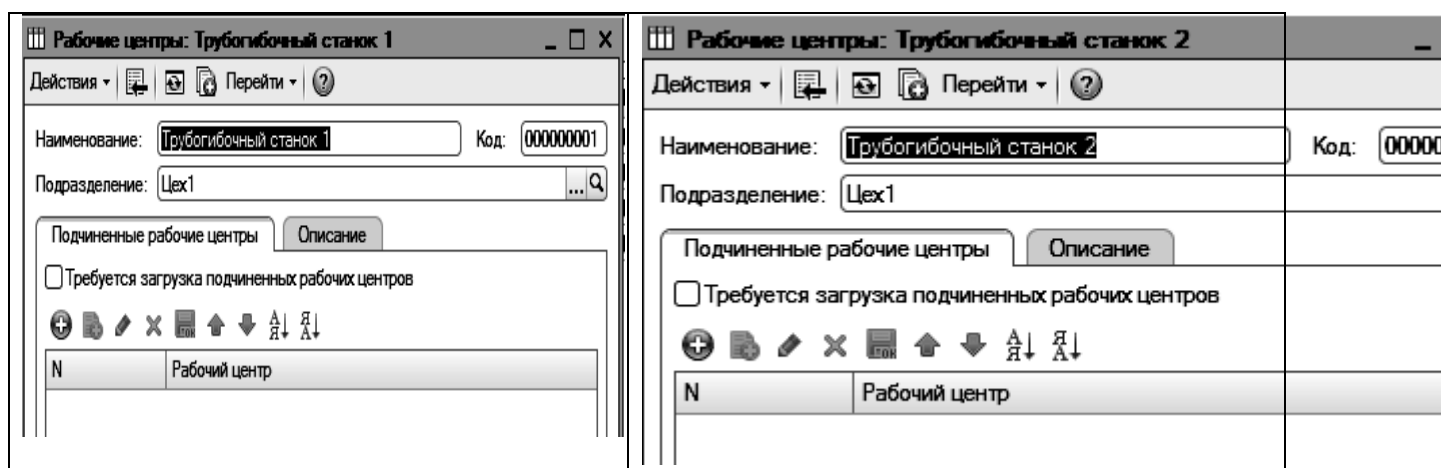 Рабочие центры: Трубогибочный станок 1
Действия Перейти
Наименование: Трубогибочный станок 1 Код: 000000001
Подразделение: Цех1 ...
Подчиненные рабочие центры Описание
Требуется загрузка подчиненных рабочих центров
N Рабочий центр
Рабочие центры: Трубогибочный станок 2
Действия Перейти
Наименование: Трубогибочный станок 2 Код: 0000
Подразделение: Цех1
Подчиненные рабочие центры Описание
Требуется загрузка подчиненных рабочих центров
N Рабочий центр